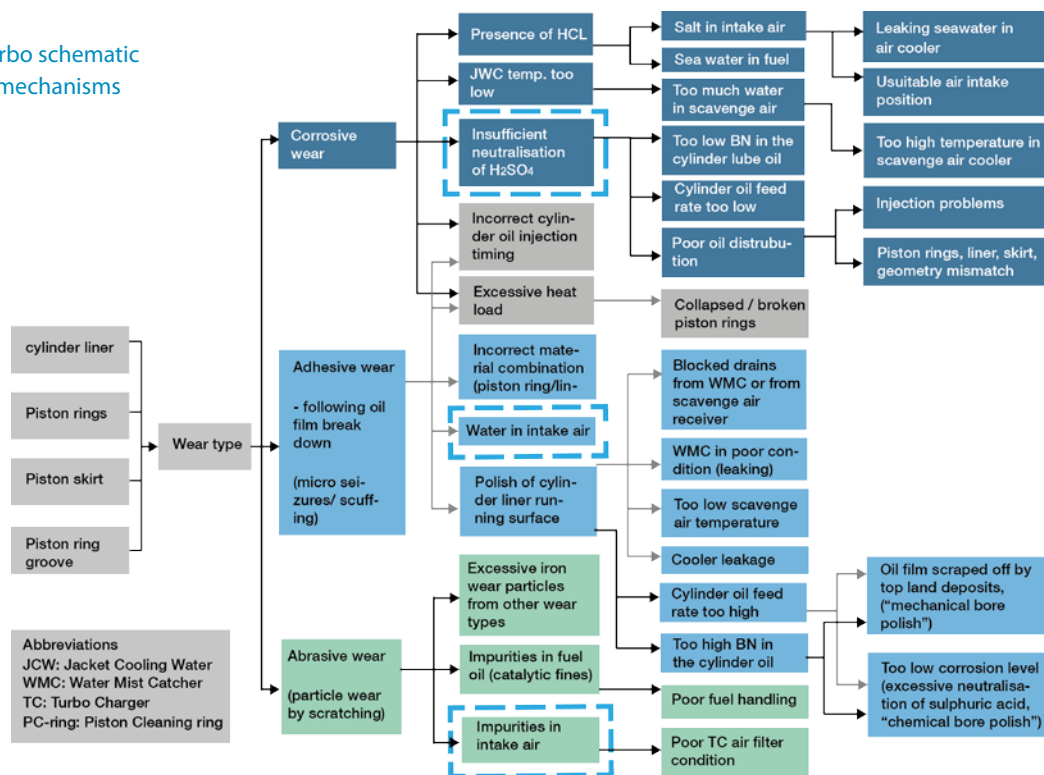 rbo schematic
mechanisms
cylinder liner
Piston rings
Piston skirt
Piston ring
groove
Wear type
Corrosive
wear
Adhesive wear
- following oil
film break
down
(micro sei-
zures/ scuff-
ing)
Abrasive wear
(particle wear
by scratching)
Presence of HCL
JWC temp. too
low
Insufficient
neutralisation
of H₂SO₄
Incorrect cylin-
der oil injection
timing
Excessive heat
load
Incorrect mate-
rial combination
(piston ring/lin-
Water in intake air
Polish of cylin-
der liner run-
ning surface
Excessive iron
wear particles
from other wear
types
Impurities in fuel
oil (catalytic fines)
Impurities in
intake air
Salt in intake air
Sea water in fuel
Too much water
in scavenge air
Too low BN in the
cylinder lube oil
Cylinder oil feed
rate too low
Poor oil distrubu-
tion
Collapsed / broken
piston rings
Blocked drains
from WMC or from
scavenge air
receiver
WMC in poor con-
dition (leaking)
Too low scavenge
air temperature
Cooler leakage
Cylinder oil feed
rate too high
Too high BN in
the cylinder oil
Poor fuel handling
Poor TC air filter
condition
Leaking seawater in
air cooler
Usuitable air intake
position
Too high temperature in
scavenge air cooler
Injection problems
Piston rings, liner, skirt,
geometry mismatch
Oil film scraped off by
top land deposits,
("mechanical bore
polish")
Too low corrosion level
(excessive neutralisa-
tion of sulphuric acid,
"chemical bore polish")
Abbreviations
JCW: Jacket Cooling Water
WMC: Water Mist Catcher
TC: Turbo Charger
PC-ring: Piston Cleaning ring